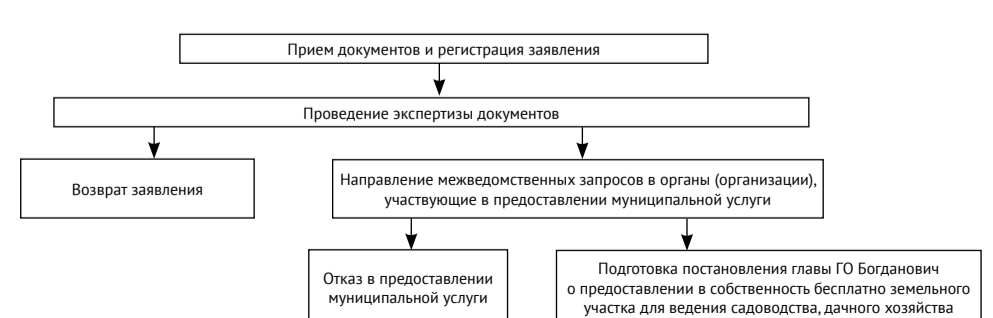 Прием документов и регистрация заявления
Проведение экспертизы документов
Возврат заявления
Направление межведомственных запросов в органы (организации),
участвующие в предоставлении муниципальной услуги
Отказ в предоставлении
муниципальной услуги
Подготовка постановления главы ГО Богданович
о предоставлении в собственность бесплатно земельного
участка для ведения садоводства, дачного хозяйства